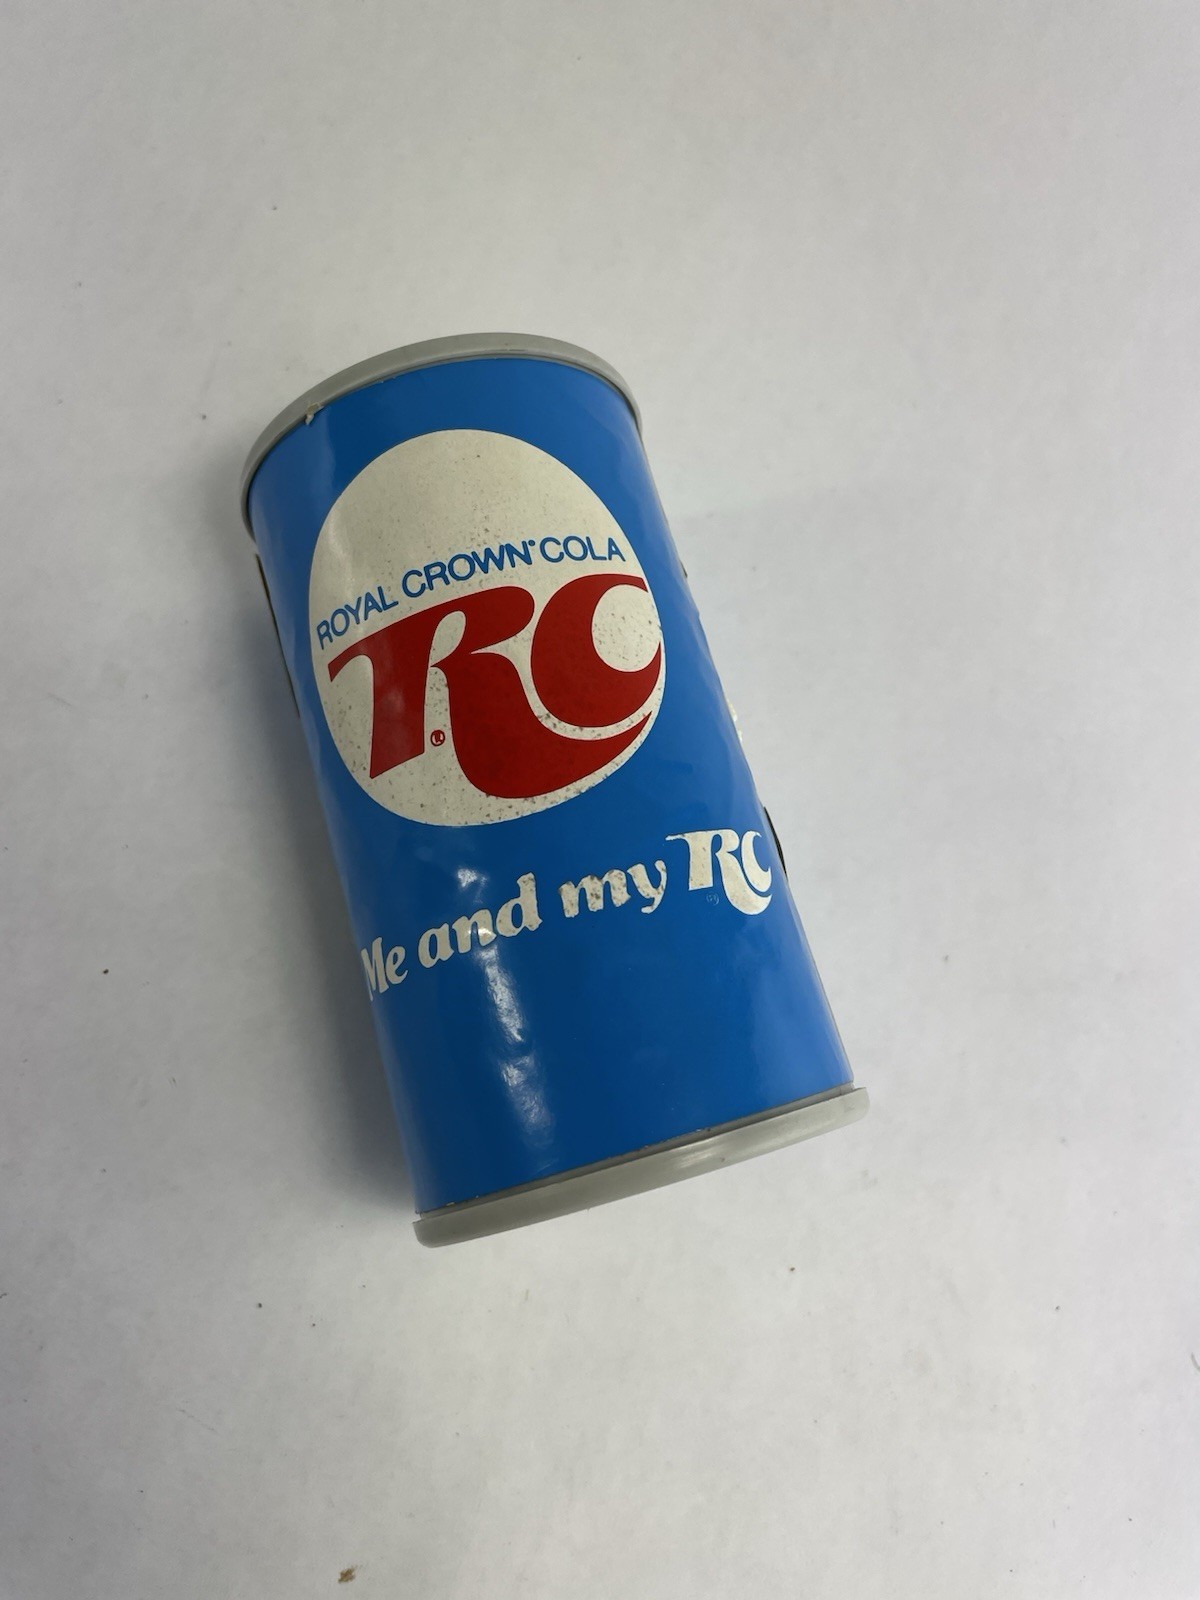 ROYAL CROWN® COLA
RC
®
Me and my RC